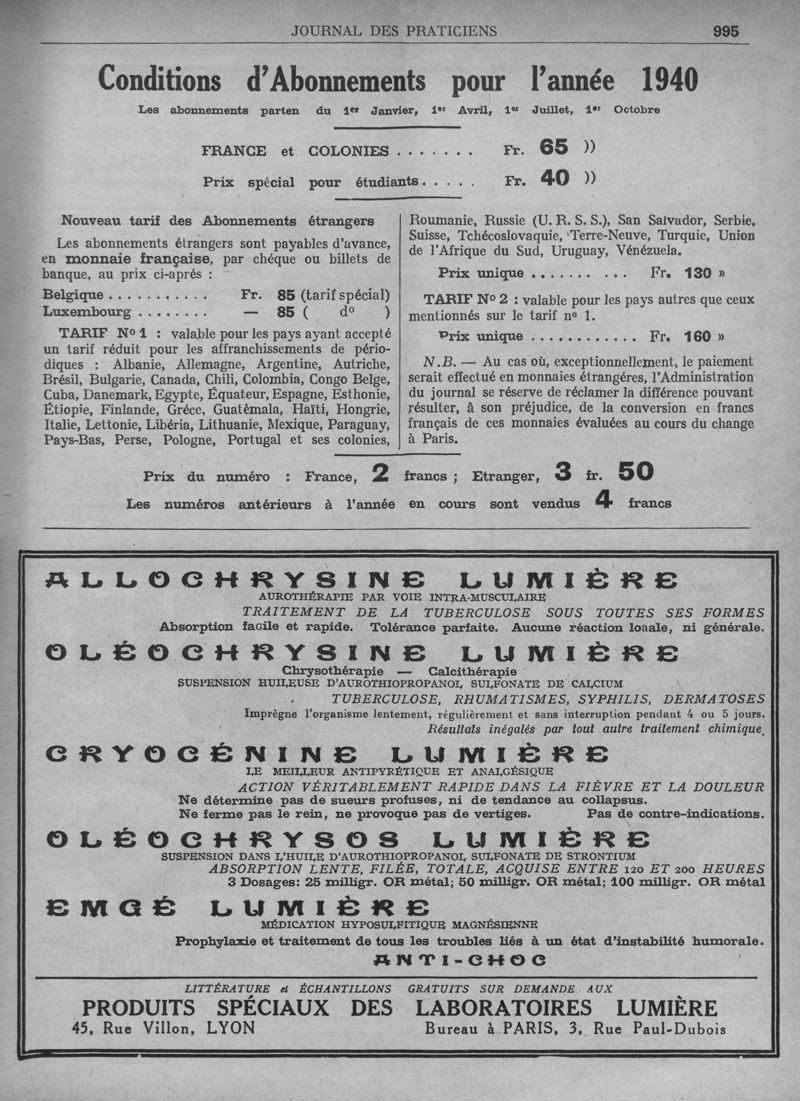 JOURNAL DES PRATICIENS 995
Conditions d'Abonnements pour l'année 1940
Les abonnements parten du 1er Janvier, 1er Avril, 1er Juillet, 1er Octobre
FRANCE et COLONIES . . . . . . . Fr. 65 »
Prix spécial pour étudiants. . . . . Fr. 40 »
Nouveau tarif des Abonnements étrangers
Les abonnements étrangers sont payables d'avance,
en monnaie française, par chéque ou billets de
banque, au prix ci-aprés :
Belgique . . . . . . . . . . . Fr. 85 (tarif spécial)
Luxembourg . . . . . . . . — 85 ( do )
TARIF No 1 : valable pour les pays ayant accepté
un tarif réduit pour les affranchissements de pério-
diques : Albanie, Allemagne, Argentine, Autriche,
Brésil, Bulgarie, Canada, Chili, Colombia, Congo Belge,
Cuba, Danemark, Egypte, Équateur, Espagne, Esthonie,
Étiopie, Finlande, Gréce, Guatèmala, Haïti, Hongrie,
Italie, Lettonie, Libéria, Lithuanie, Mexique, Paraguay,
Pays-Bas, Perse, Pologne, Portugal et ses colonies,
Roumanie, Russie (U. R. S. S.), San Salvador, Serbie,
Suisse, Tchécoslovaquie, Terre-Neuve, Turquie, Union
de l'Afrique du Sud, Uruguay, Vénézuela.
Prix unique . . . . . . . . . . Fr. 130 »
TARIF No 2 : valable pour les pays autres que ceux
mentionnés sur le tarif no 1.
Prix unique . . . . . . . . . . . . Fr. 160 »
N.B. — Au cas où, exceptionnellement, le paiement
serait effectué en monnaies étrangéres, l'Administration
du journal se réserve de réclamer la différence pouvant
résulter, â son préjudice, de la conversion en francs
français de ces monnaies évaluées au cours du change
à Paris.
Prix du numéro : France, 2 francs ; Etranger, 3 fr. 50
Les numéros antérieurs à l'année en cours sont vendus 4 francs
ALLOCHRYSINE LUMIÈRE
AUROTHÉRAPIE PAR VOIE INTRA-MUSCULAIRE
TRAITEMENT DE LA TUBERCULOSE SOUS TOUTES SES FORMES
Absorption facile et rapide. Tolérance parfaite. Aucune réaction loaale, ni générale.
OLÉOCHRYSINE LUMIÈRE
Chrysothérapie — Calcithérapie
SUSPENSION HUILEUSE D'AUROTHIOPROPANOL SULFONATE DE CALCIUM
TUBERCULOSE, RHUMATISMES, SYPHILIS, DERMATOSES
Imprègne l'organisme lentement, régulièrement et sans interruption pendant 4 ou 5 jours.
Résultats inégalés par tout autre traitement chimique.
CRYOGÉNINE LUMIÈRE
LE MEILLEUR ANTIPYRÉTIQUE ET ANALGÉSIQUE
ACTION VÉRITABLEMENT RAPIDE DANS LA FIÈVRE ET LA DOULEUR
Ne détermine pas de sueurs profuses, ni de tendance au collapsus.
Ne ferme pas le rein, ne provoque pas de vertiges. Pas de contre-indications.
OLÉOCHRYSOS LUMIÈRE
SUSPENSION DANS L'HUILE D'AUROTHIOPROPANOL SULFONATE DE STRONTIUM
ABSORPTION LENTE, FILÉE, TOTALE, ACQUISE ENTRE 120 ET 200 HEURES
3 Dosages: 25 milligr. OR métal; 50 milligr. OR métal; 100 milligr. OR métal
EMGÉ LUMIÈRE
MÉDICATION HYPOSULFITIQUE MAGNÉSIENNE
Prophylaxie et traitement de tous les troubles liés à un état d'instabilité humorale.
ANTI-CHOC
LITTÉRATURE et ÉCHANTILLONS GRATUITS SUR DEMANDE AUX
PRODUITS SPÉCIAUX DES LABORATOIRES LUMIÈRE
45, Rue Villon, LYON Bureau à PARIS, 3, Rue Paul-Dubois